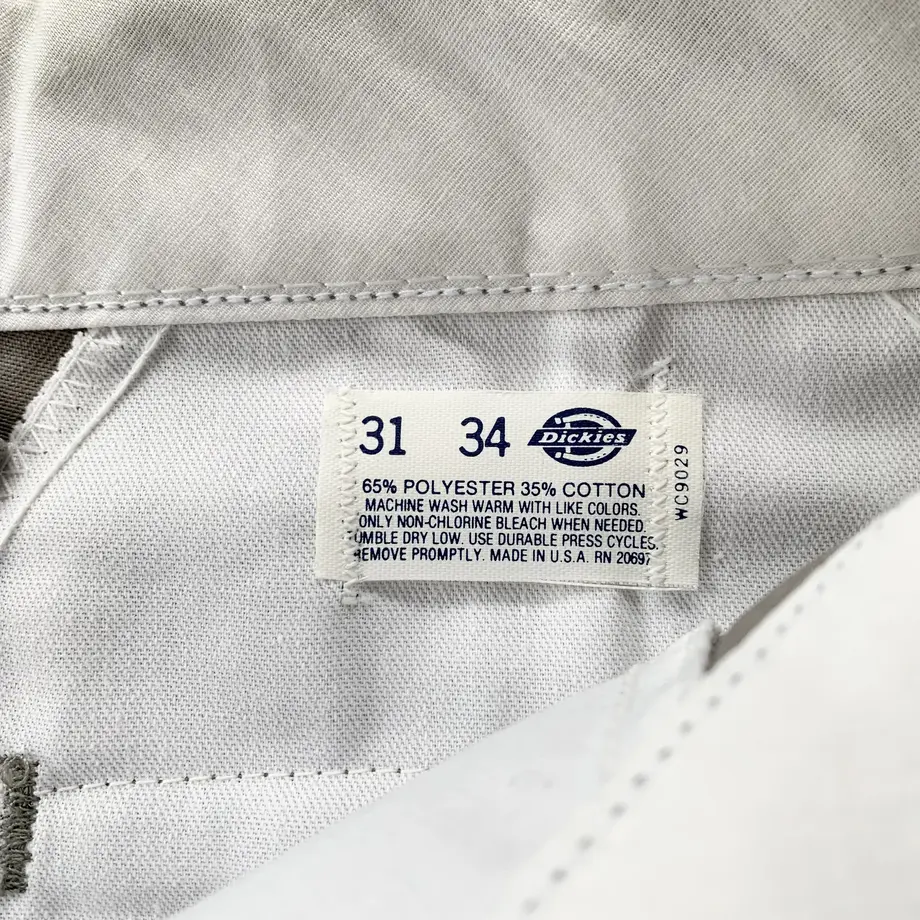 31 34 Dickies
65% POLYESTER 35% COTTON
MACHINE WASH WARM WITH LIKE COLORS.
ONLY NON-CHLORINE BLEACH WHEN NEEDED.
UMBLE DRY LOW. USE DURABLE PRESS CYCLES.
REMOVE PROMPTLY. MADE IN U.S.A. RN 20697
WC9029